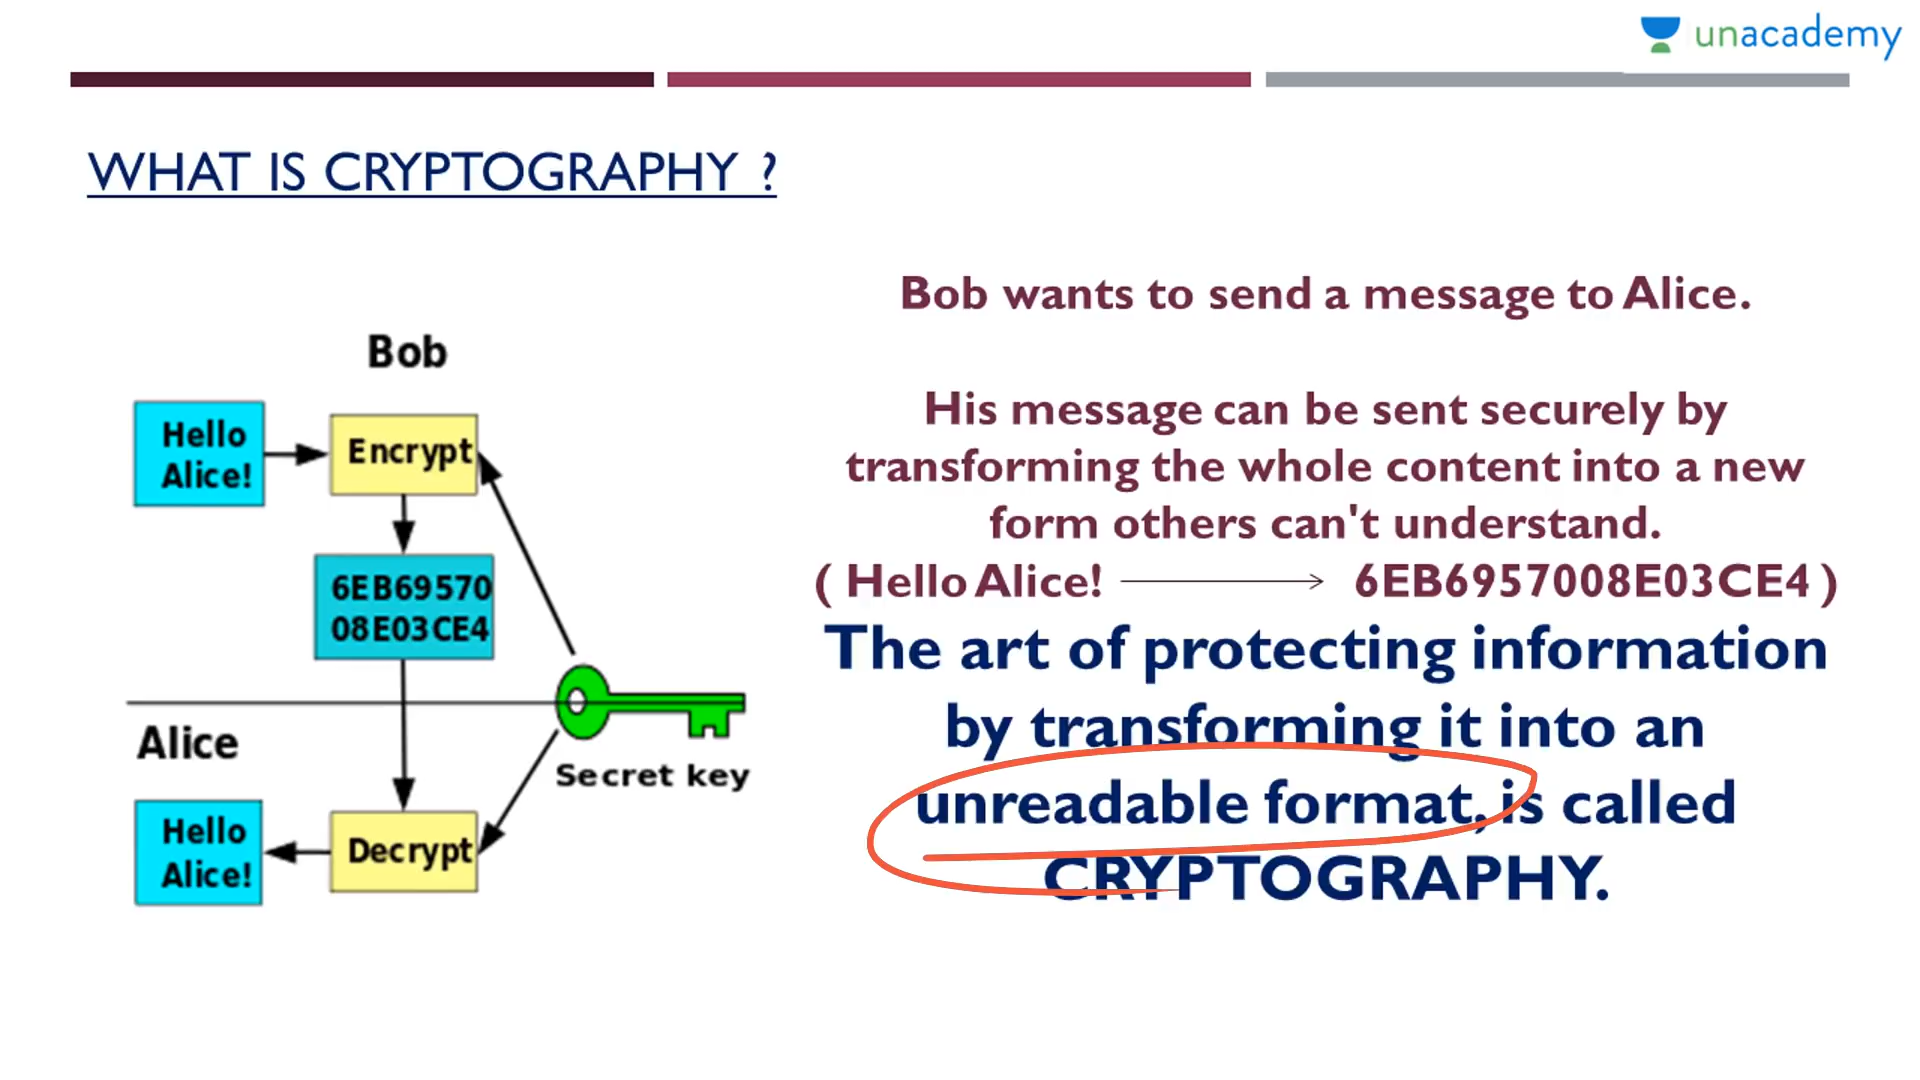 unacademy
WHAT IS CRYPTOGRAPHY ?
Bob
Hello
Alice!
Encrypt
6EB69570
08E03CE4
Alice
Secret key
Hello
Alice!
Decrypt
Bob wants to send a message to Alice.
His message can be sent securely by
transforming the whole content into a new
form others can't understand.
( Hello Alice! 6EB6957008E03CE4 )
The art of protecting information
by transforming it into an
unreadable format, is called
CRYPTOGRAPHY.